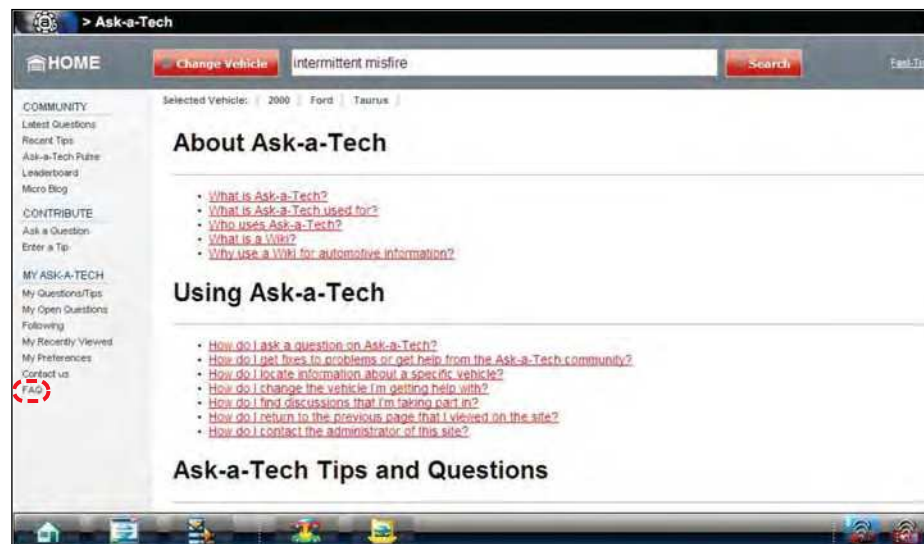 > Ask-a-Tech
HOME
Change Vehicle
intermittent misfire
Search
Selected Vehicle: | 2000 | Ford | Taurus |
COMMUNITY
Latest Questions
Recent Tips
Ask-a-Tech Pulse
Leaderboard
Micro Blog
CONTRIBUTE
Ask a Question
Enter a Tip
MY ASK-A-TECH
My Questions/Tips
My Open Questions
Following
My Recently Viewed
My Preferences
Contact us
FAQ
About Ask-a-Tech
• What is Ask-a-Tech?
• What is Ask-a-Tech used for?
• Who uses Ask-a-Tech?
• What is a Wiki?
• Why use a Wiki for automotive information?
Using Ask-a-Tech
• How do I ask a question on Ask-a-Tech?
• How do I get fixes to problems or get help from the Ask-a-Tech community?
• How do I locate information about a specific vehicle?
• How do I change the vehicle I'm getting help with?
• How do I find discussions that I'm taking part in?
• How do I return to the previous page that I viewed on the site?
• How do I contact the administrator of this site?
Ask-a-Tech Tips and Questions